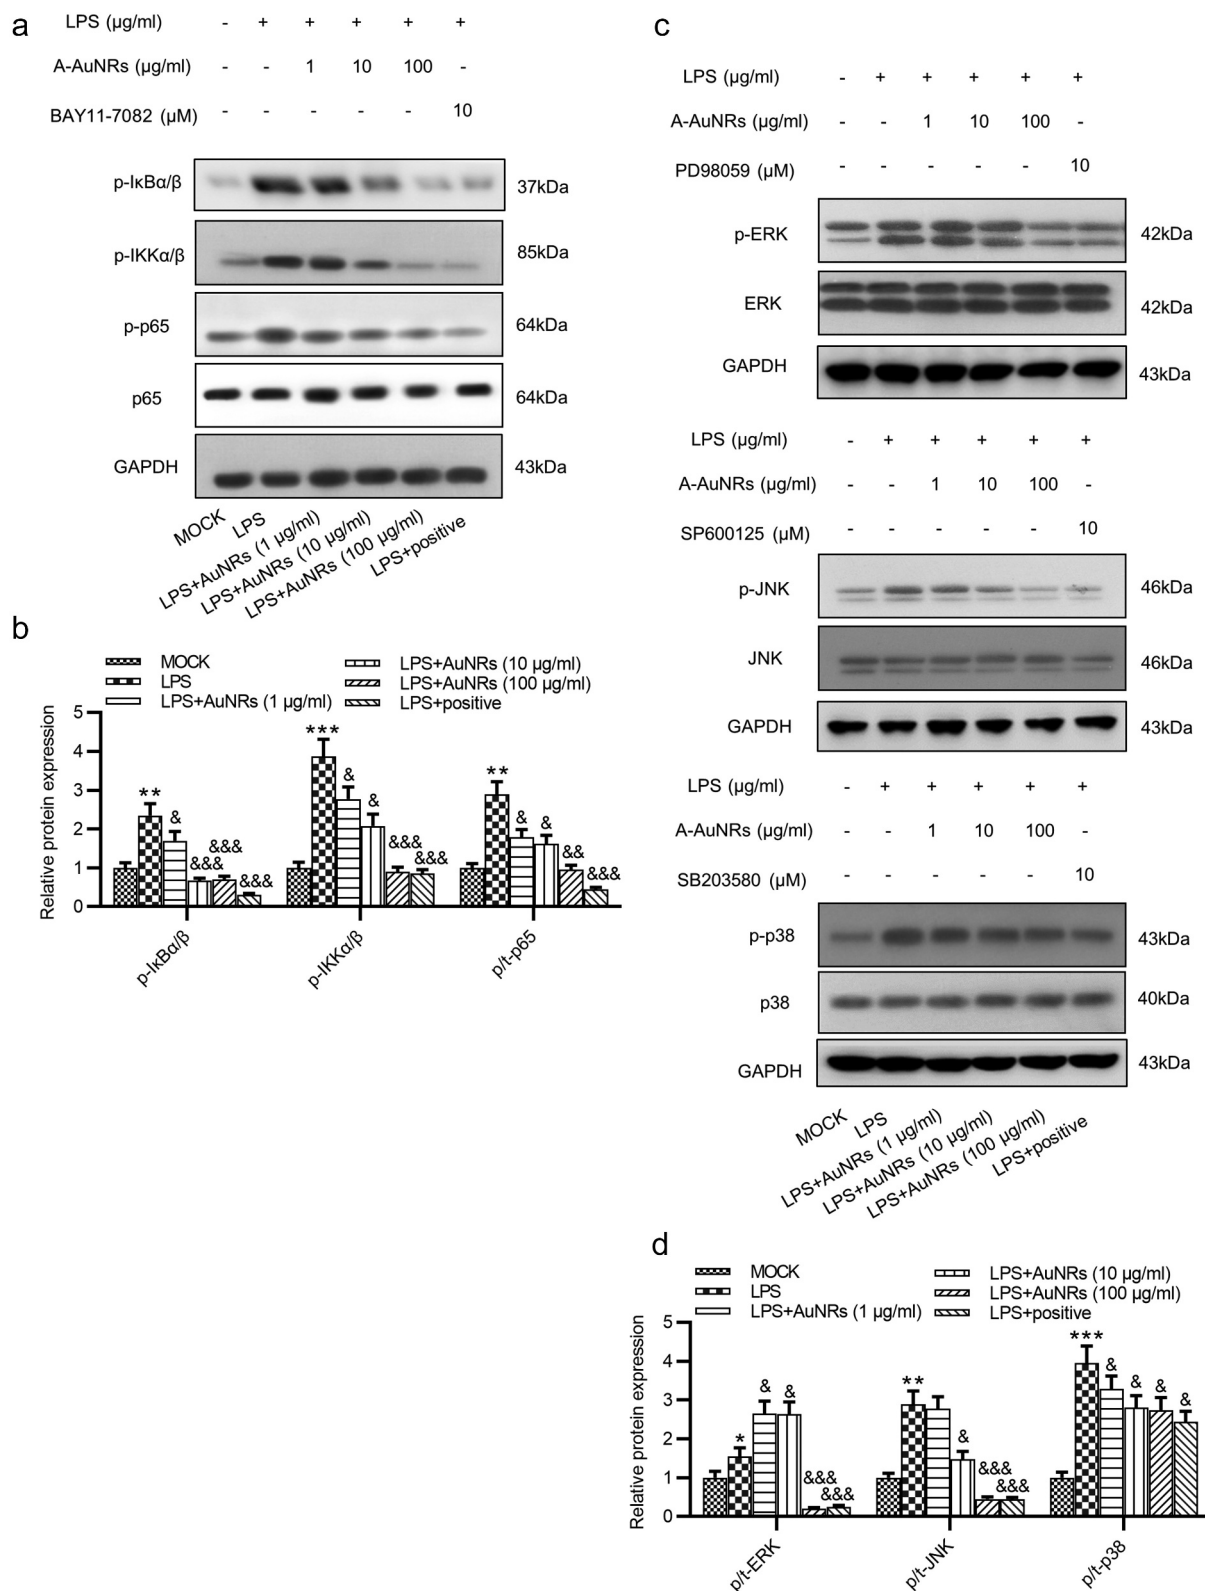 a
LPS (µg/ml) - + + + + +
A-AuNRs (µg/ml) - - 1 10 100 -
BAY11-7082 (µM) - - - - - 10
p-IκBα/β 37kDa
p-IKKα/β 85kDa
p-p65 64kDa
p65 64kDa
GAPDH 43kDa
MOCK
LPS
LPS+AuNRs (1 µg/ml)
LPS+AuNRs (10 µg/ml)
LPS+AuNRs (100 µg/ml)
LPS+positive
b
MOCK
LPS
LPS+AuNRs (1 µg/ml)
LPS+AuNRs (10 µg/ml)
LPS+AuNRs (100 µg/ml)
LPS+positive
Relative protein expression
5
4
3
2
1
0
** & &&& &&& &&&
*** & & &&& &&&
** & & && &&&
p-IκBα/β
p-IKKα/β
p/t-p65
c
LPS (µg/ml) - + + + + +
A-AuNRs (µg/ml) - - 1 10 100 -
PD98059 (µM) - - - - - 10
p-ERK 42kDa
ERK 42kDa
GAPDH 43kDa
LPS (µg/ml) - + + + + +
A-AuNRs (µg/ml) - - 1 10 100 -
SP600125 (µM) - - - - - 10
p-JNK 46kDa
JNK 46kDa
GAPDH 43kDa
LPS (µg/ml) - + + + + +
A-AuNRs (µg/ml) - - 1 10 100 -
SB203580 (µM) - - - - - 10
p-p38 43kDa
p38 40kDa
GAPDH 43kDa
MOCK
LPS
LPS+AuNRs (1 µg/ml)
LPS+AuNRs (10 µg/ml)
LPS+AuNRs (100 µg/ml)
LPS+positive
d
MOCK
LPS
LPS+AuNRs (1 µg/ml)
LPS+AuNRs (10 µg/ml)
LPS+AuNRs (100 µg/ml)
LPS+positive
Relative protein expression
5
4
3
2
1
0
* & & &&& &&&
** & &&& &&&
*** & & & &
p/t-ERK
p/t-JNK
p/t-p38